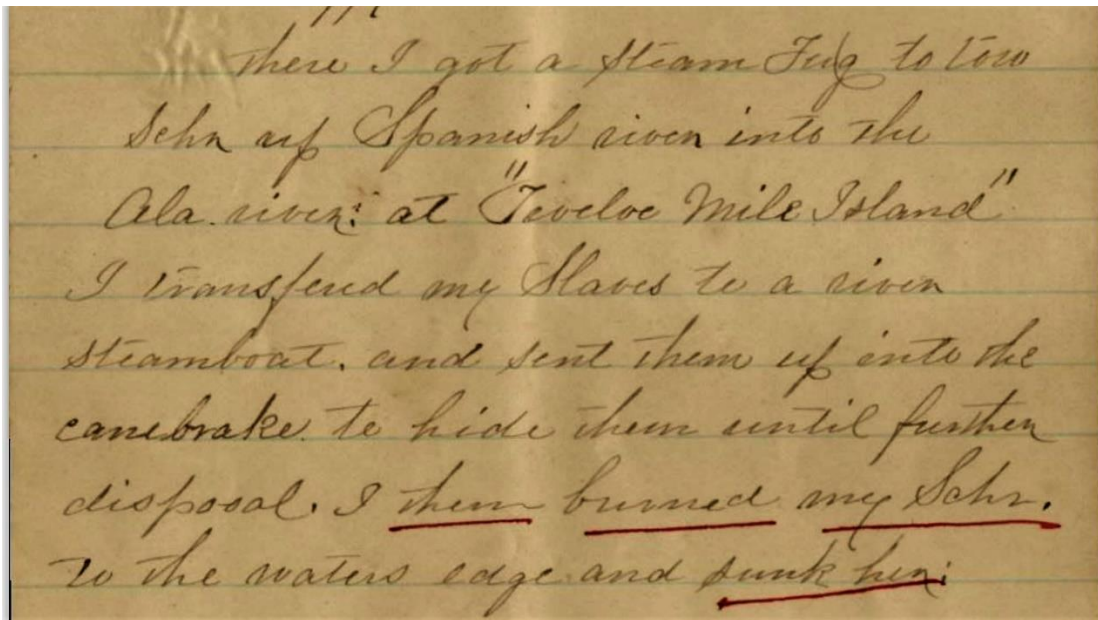 there I got a steam Tug to tow
Schr up Spanish river into the
Ala. river: at "Twelve Mile Island"
I transfered my Slaves to a river
steamboat. and sent them up into the
canebrake. to hide them until further
disposal. I then burned my Schr.
to the waters edge and sunk her: